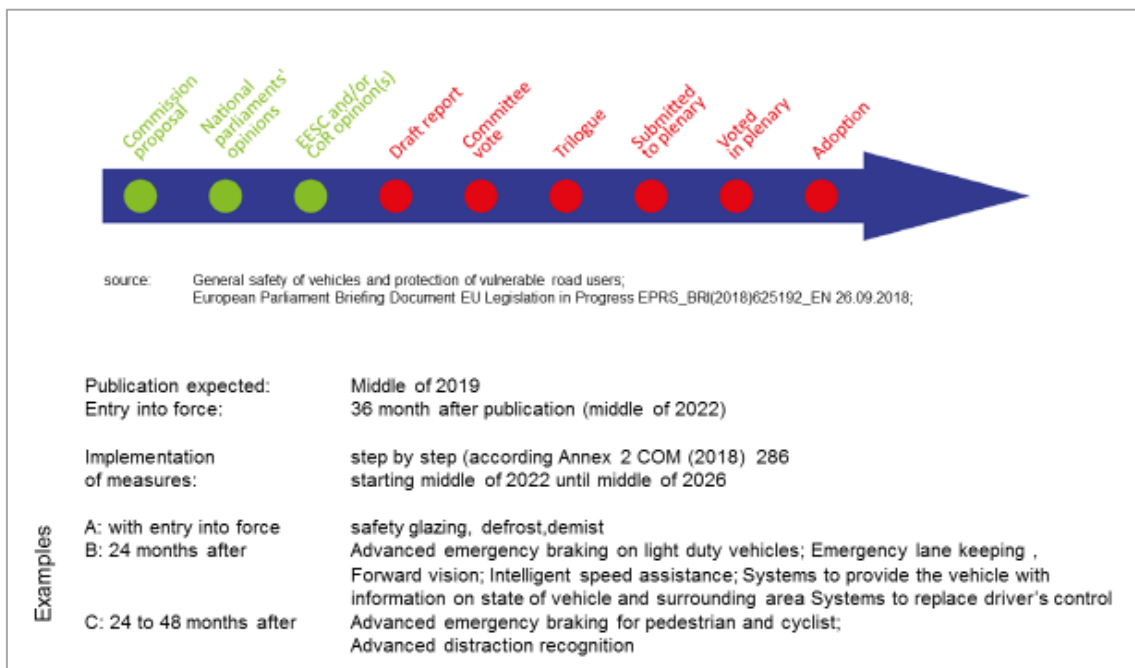 Commission
proposal
National
parliaments'
opinions
EESC and/or
CoR opinion(s)
Draft report
Committee
vote
Trilogue
Submitted
to plenary
Voted
in plenary
Adoption
source: General safety of vehicles and protection of vulnerable road users;
European Parliament Briefing Document EU Legislation in Progress EPRS_BRI(2018)625192_EN 26.09.2018;
Publication expected: Middle of 2019
Entry into force: 36 month after publication (middle of 2022)
Implementation step by step (according Annex 2 COM (2018) 286
of measures: starting middle of 2022 until middle of 2026
Examples
A: with entry into force safety glazing, defrost,demist
B: 24 months after Advanced emergency braking on light duty vehicles; Emergency lane keeping ,
Forward vision; Intelligent speed assistance; Systems to provide the vehicle with
information on state of vehicle and surrounding area Systems to replace driver's control
C: 24 to 48 months after Advanced emergency braking for pedestrian and cyclist;
Advanced distraction recognition